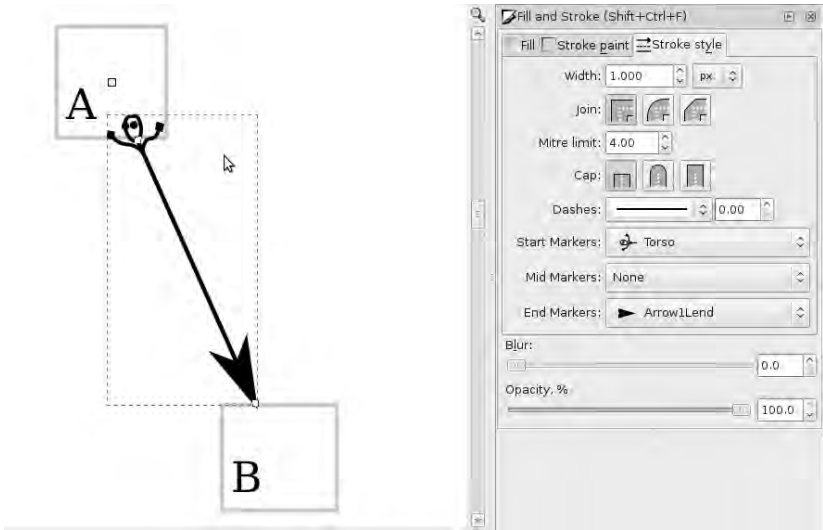 A
B
Fill and Stroke (Shift+Ctrl+F)
Fill Stroke paint Stroke style
Width: 1.000 px
Join:
Mitre limit: 4.00
Cap:
Dashes: 0.00
Start Markers: Torso
Mid Markers: None
End Markers: Arrow1Lend
Blur:
0.0
Opacity, %
100.0